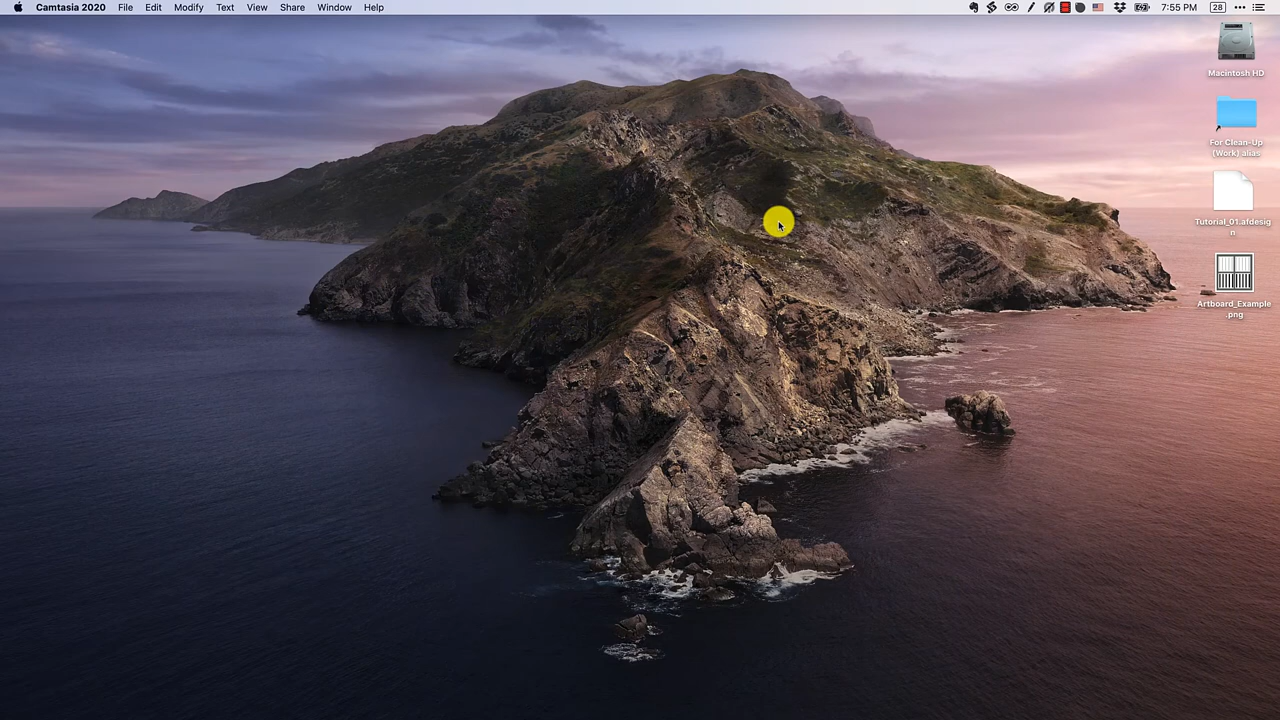 Camtasia 2020 File Edit Modify Text View Share Window Help 7:55 PM 28
Macintosh HD
For Clean-Up
(Work) alias
Tutorial_01.afdesig
n
Artboard_Example
.png